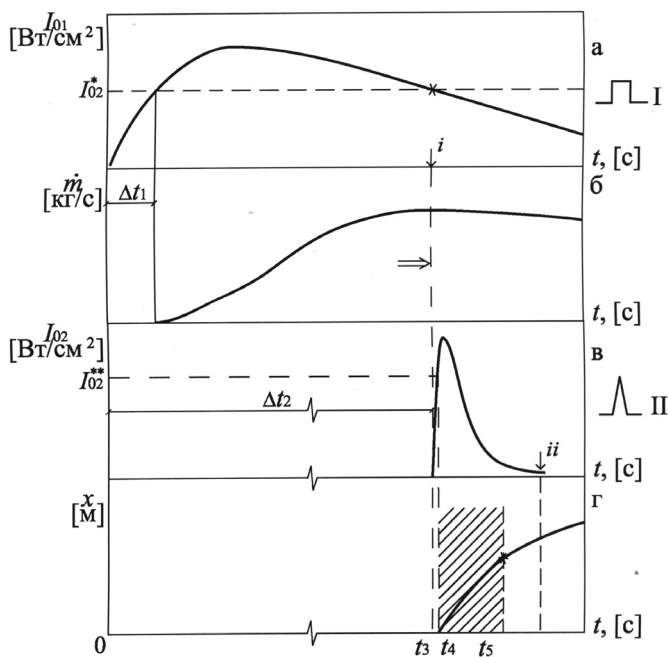 I₀₁
[Вт/см²]
а
I*₀₂
I
i
t, [с]
ṁ
[кг/с]
Δt₁
б
t, [с]
I₀₂
[Вт/см²]
в
I**₀₂
Δt₂
II
ii
t, [с]
x
[м]
г
t, [с]
0
t₃ t₄ t₅